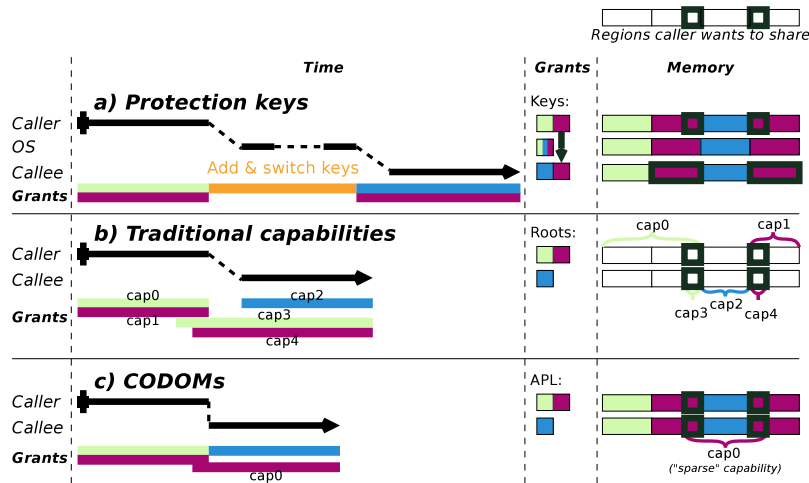 Regions caller wants to share
Time
Grants
Memory
a) Protection keys
Keys:
Caller
OS
Callee
Add & switch keys
Grants
b) Traditional capabilities
Roots:
cap0
cap1
Caller
Callee
cap0
cap2
Grants
cap1
cap3
cap4
cap3
cap2
cap4
c) CODOMs
APL:
Caller
Callee
Grants
cap0
cap0
("sparse" capability)